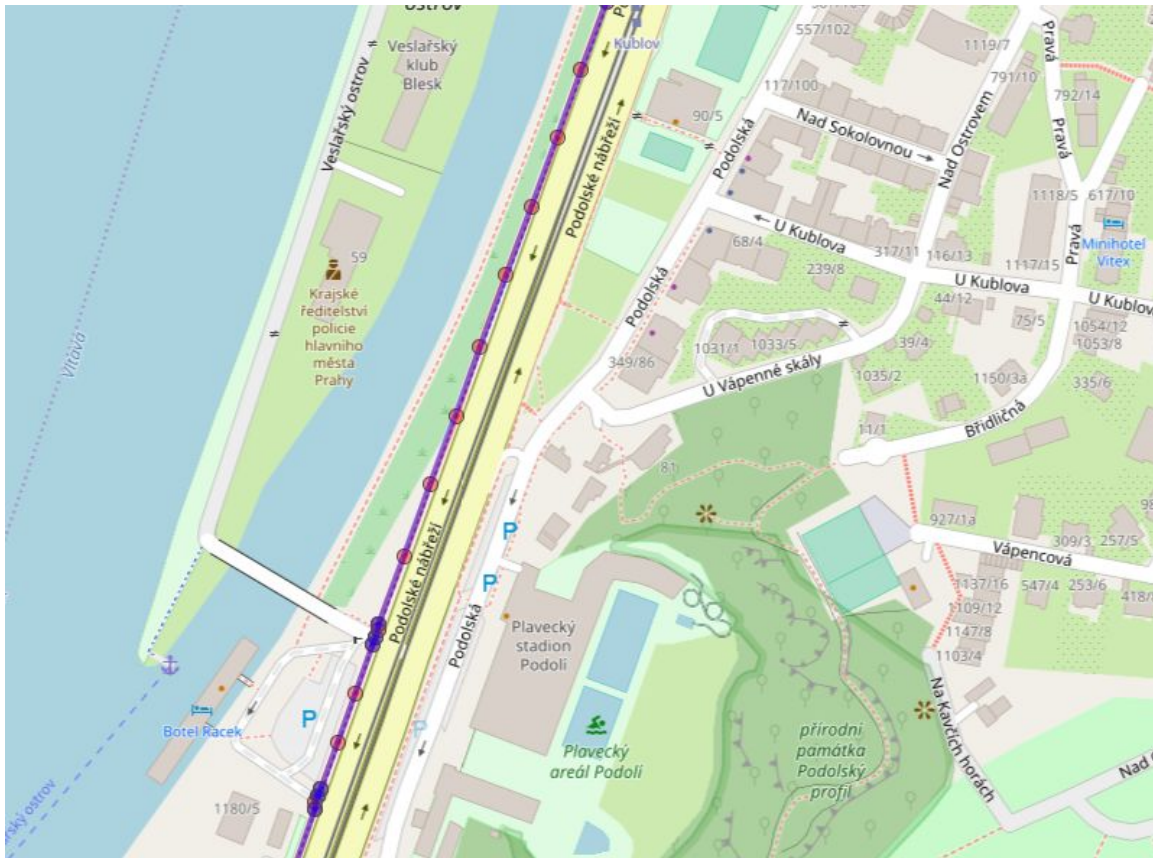 ostrov
Veslařský
klub
Blesk
Veslařský ostrov
59
Krajské
ředitelství
policie
hlavního
města
Prahy
Vltava
Kublov
Podolské nábřeží
90/5
557/102
117/100
1119/7
791/10
Pravá
792/14
Podolská
Nad Sokolovnou
Nad Ostrovem
Pravá
1118/5
617/10
Minihotel
Vitex
68/4
U Kublova
317/11
116/13
1117/15
Pravá
239/8
U Kublova
U Kublova
44/12
75/5
1054/12
1053/8
Podolská
349/86
1031/1
1033/5
39/4
1035/2
1150/3a
335/6
U Vápenné skály
11/1
Břidličná
81
927/1a
309/3
257/5
Vápencová
P
P
1137/16
547/4
253/6
1109/12
1147/8
1103/4
Podolské nábřeží
Podolská
Plavecký
stadion
Podolí
Na Kavčích horách
Botel Racek
P
P
Plavecký
areál Podolí
přírodní
památka
Podolský
profil
1180/5